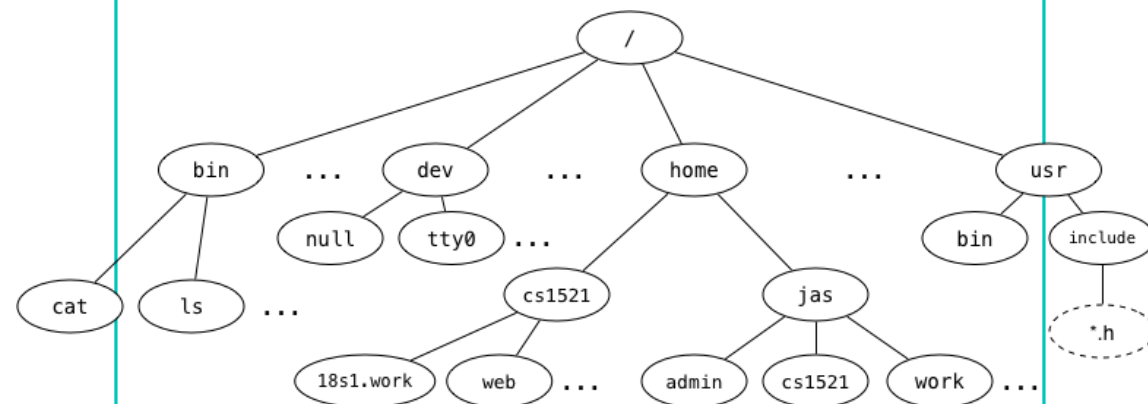 /
bin ... dev ... home ... usr
null tty0 ... bin include
cat ls ... cs1521 jas *.h
18s1.work web ... admin cs1521 work ...